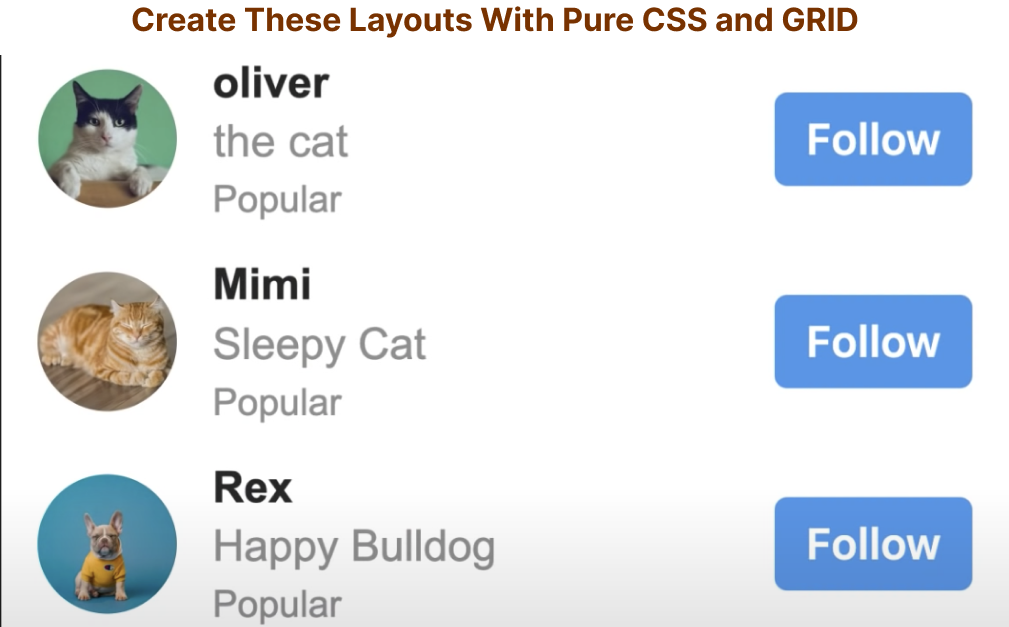 Create These Layouts With Pure CSS and GRID
oliver
the cat
Popular
Follow
Mimi
Sleepy Cat
Popular
Follow
Rex
Happy Bulldog
Popular
Follow